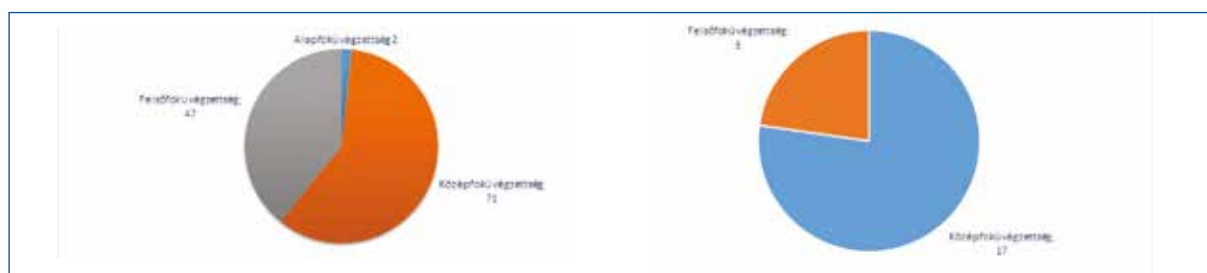 Alapfokú végzettség 2
Felsőfokú végzettség;
47
Középfokú végzettség
71
Felsőfokú végzettség;
5
Középfokú végzettség;
17